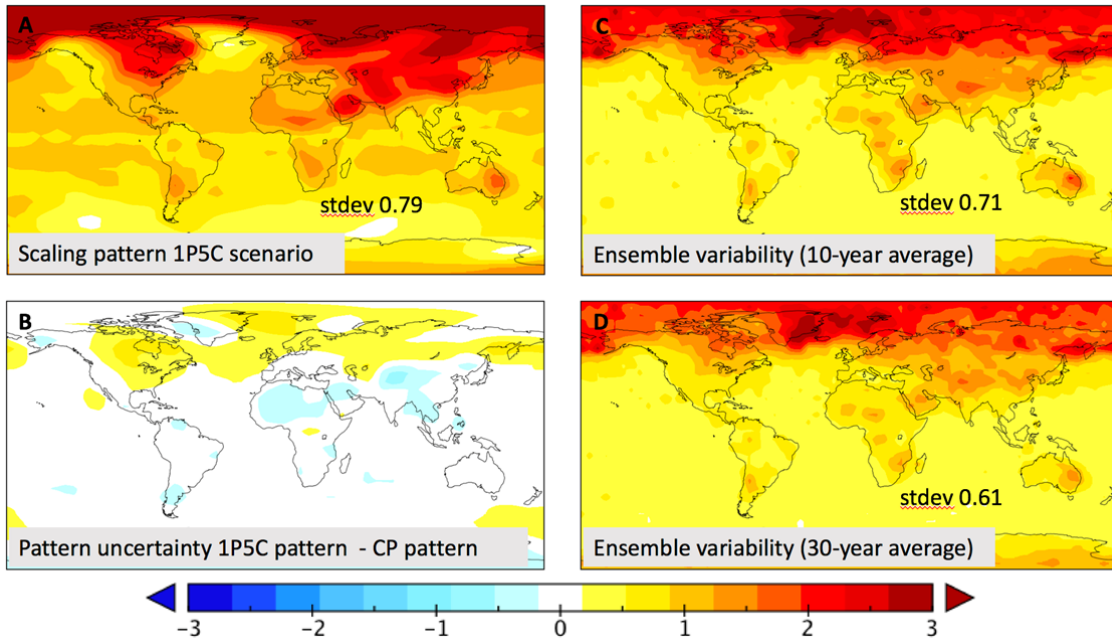 A
stdev 0.79
Scaling pattern 1P5C scenario
C
stdev 0.71
Ensemble variability (10-year average)
B
Pattern uncertainty 1P5C pattern - CP pattern
D
stdev 0.61
Ensemble variability (30-year average)
-3 -2 -1 0 1 2 3